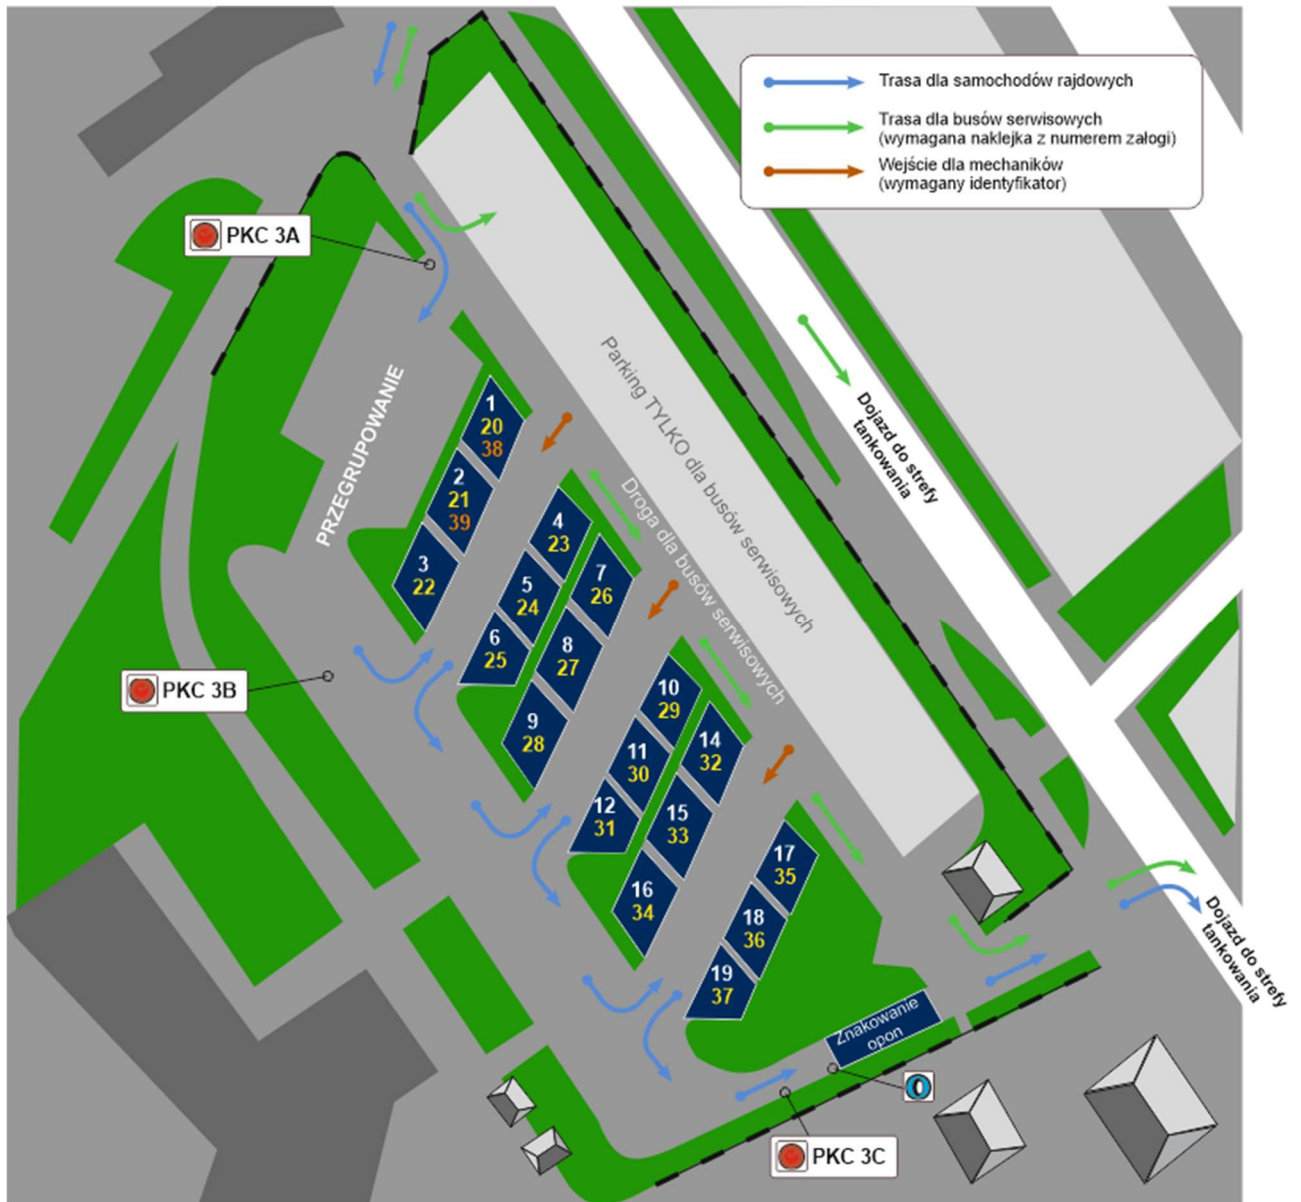 Trasa dla samochodów rajdowych
Trasa dla busów serwisowych
(wymagana naklejka z numerem załogi)
Wejście dla mechaników
(wymagany identyfikator)
PKC 3A
PRZEGRUPOWANIE
Parking TYLKO dla busów serwisowych
Droga dla busów serwisowych
Dojazd do strefy
tankowania
1
20
38
2
21
39
3
22
4
23
5
24
6
25
7
26
8
27
9
28
PKC 3B
10
29
11
30
12
31
14
32
15
33
16
34
17
35
18
36
19
37
Dojazd do strefy
tankowania
Znakowanie
opon
PKC 3C